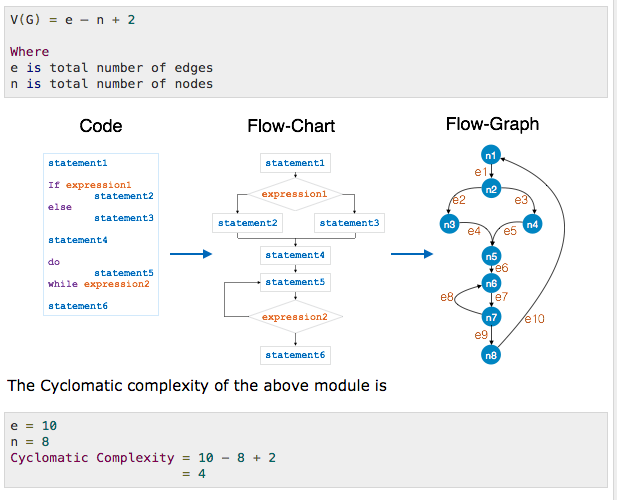 V(G) = e – n + 2
Where
e is total number of edges
n is total number of nodes
Code
statement1
If expression1
statement2
else
statement3
statement4
do
statement5
while expression2
statement6
Flow-Chart
statement1
expression1
statement2 statement3
statement4
statement5
expression2
statement6
Flow-Graph
n1
e1
n2
e2 e3
n3 n4
e4 e5
n5
e6
n6
e8 e7
n7
e10
e9
n8
The Cyclomatic complexity of the above module is
e = 10
n = 8
Cyclomatic Complexity = 10 - 8 + 2
= 4